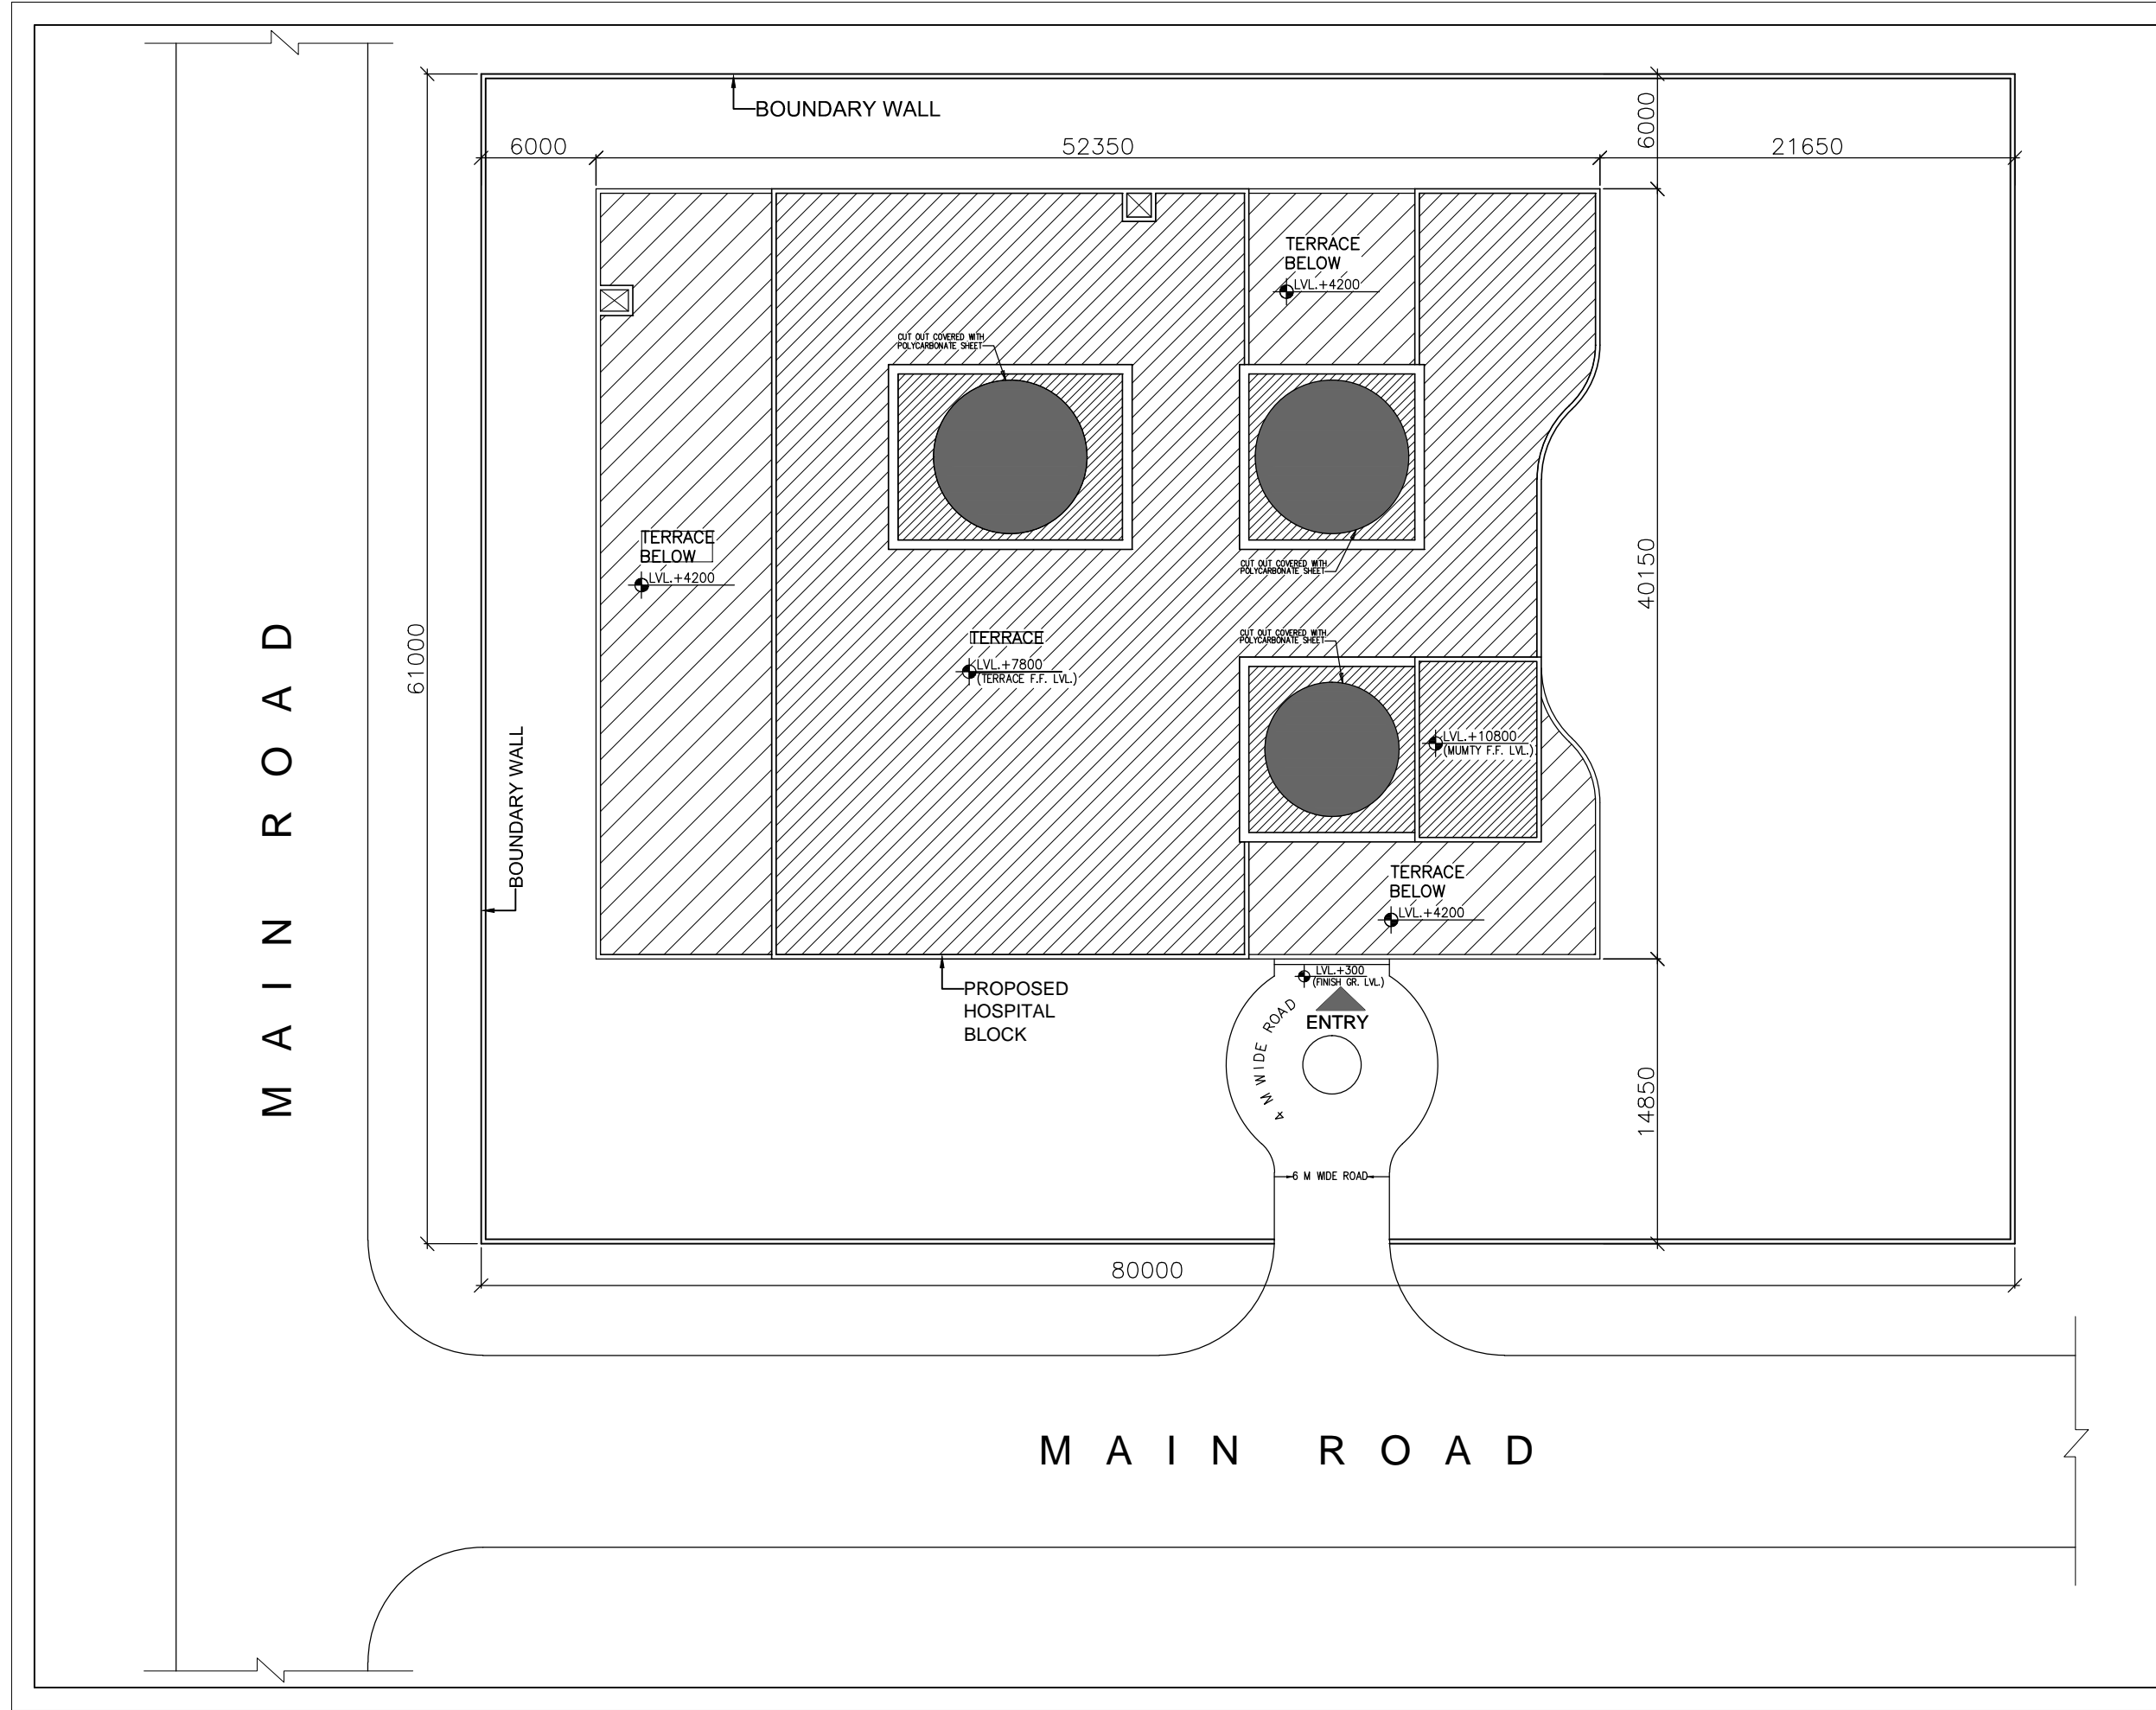 BOUNDARY WALL
6000
52350
6000
21650
TERRACE
BELOW
LVL.+4200
CUT OUT COVERED WITH
POLYCARBONATE SHEET
TERRACE
BELOW
LVL.+4200
CUT OUT COVERED WITH
POLYCARBONATE SHEET
40150
61000
MAIN ROAD
TERRACE
LVL.+7800
(TERRACE F.F. LVL.)
CUT OUT COVERED WITH
POLYCARBONATE SHEET
LVL.+10800
(MUMTY F.F. LVL.)
BOUNDARY WALL
TERRACE
BELOW
LVL.+4200
PROPOSED
HOSPITAL
BLOCK
LVL.+300
(FINISH GR. LVL.)
ENTRY
4 M WIDE ROAD
14850
6 M WIDE ROAD
80000
MAIN ROAD